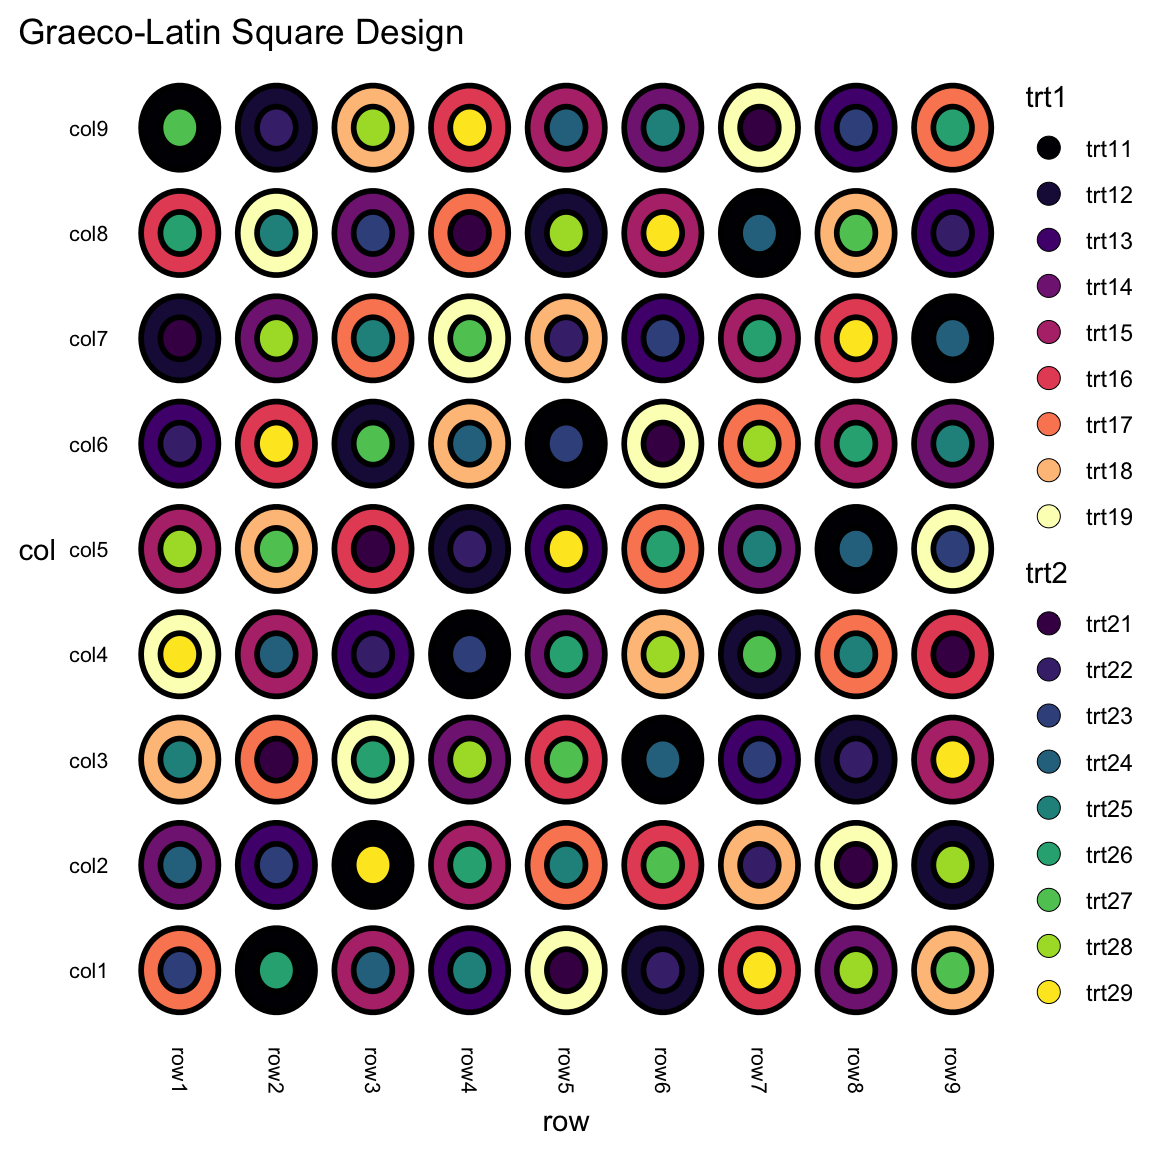 Graeco-Latin Square Design
col9
col8
col7
col6
col5
col4
col3
col2
col1
col
row1
row2
row3
row4
row5
row6
row7
row8
row9
row
trt1
trt11
trt12
trt13
trt14
trt15
trt16
trt17
trt18
trt19
trt2
trt21
trt22
trt23
trt24
trt25
trt26
trt27
trt28
trt29